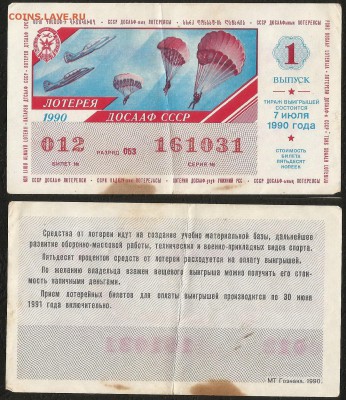 COINS.LAVE.RU
ЛОТЕРЕЯ
1990
ДОСААФ СССР
012
РАЗРЯД 053
161031
БИЛЕТ №
СЕРИЯ №
1
ВЫПУСК
ТИРАЖ ВЫИГРЫШЕЙ
СОСТОИТСЯ
7 ИЮЛЯ
1990 ГОДА
СТОИМОСТЬ
БИЛЕТА
ПЯТЬДЕСЯТ
КОПЕЕК
Средства от лотереи идут на создание учебно материальной базы, дальнейшее
развитие оборонно-массовой работы, технических и военно-прикладных видов спорта.
Пятьдесят процентов средств от лотереи расходуется на оплату выигрышей.
По желанию владельца взамен вещевого выигрыша можно получить его стоимость
наличными деньгами.
Прием лотерейных билетов для оплаты выигрышей производится по 30 июня
1991 года включительно.
МТ Гознака. 1990.